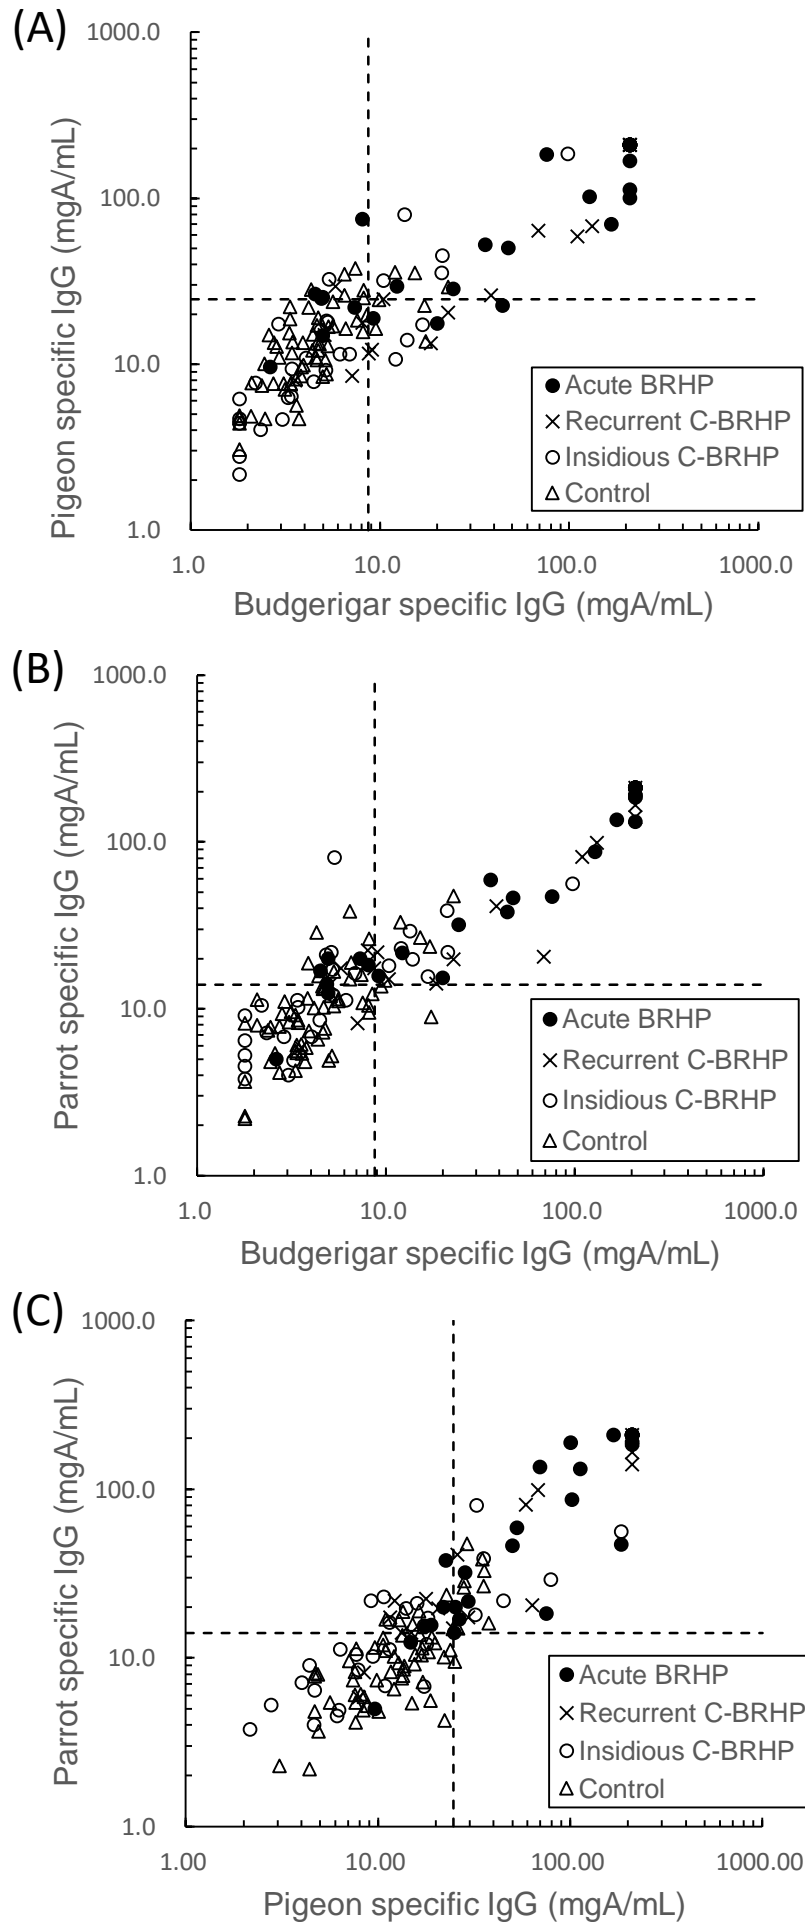 (A)
1000.0
100.0
10.0
1.0
Pigeon specific IgG (mgA/mL)
Acute BRHP
Recurrent C-BRHP
Insidious C-BRHP
Control
1.0 10.0 100.0 1000.0
Budgerigar specific IgG (mgA/mL)
(B)
1000.0
100.0
10.0
1.0
Parrot specific IgG (mgA/mL)
Acute BRHP
Recurrent C-BRHP
Insidious C-BRHP
Control
1.0 10.0 100.0 1000.0
Budgerigar specific IgG (mgA/mL)
(C)
1000.0
100.0
10.0
1.0
Parrot specific IgG (mgA/mL)
Acute BRHP
Recurrent C-BRHP
Insidious C-BRHP
Control
1.00 10.00 100.00 1000.00
Pigeon specific IgG (mgA/mL)